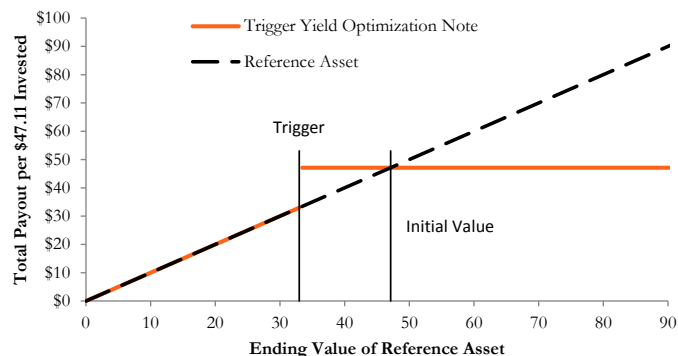 Total Payout per $47.11 Invested
$100
$90
$80
$70
$60
$50
$40
$30
$20
$10
$0
Trigger Yield Optimization Note
Reference Asset
Trigger
Initial Value
0 10 20 30 40 50 60 70 80 90
Ending Value of Reference Asset